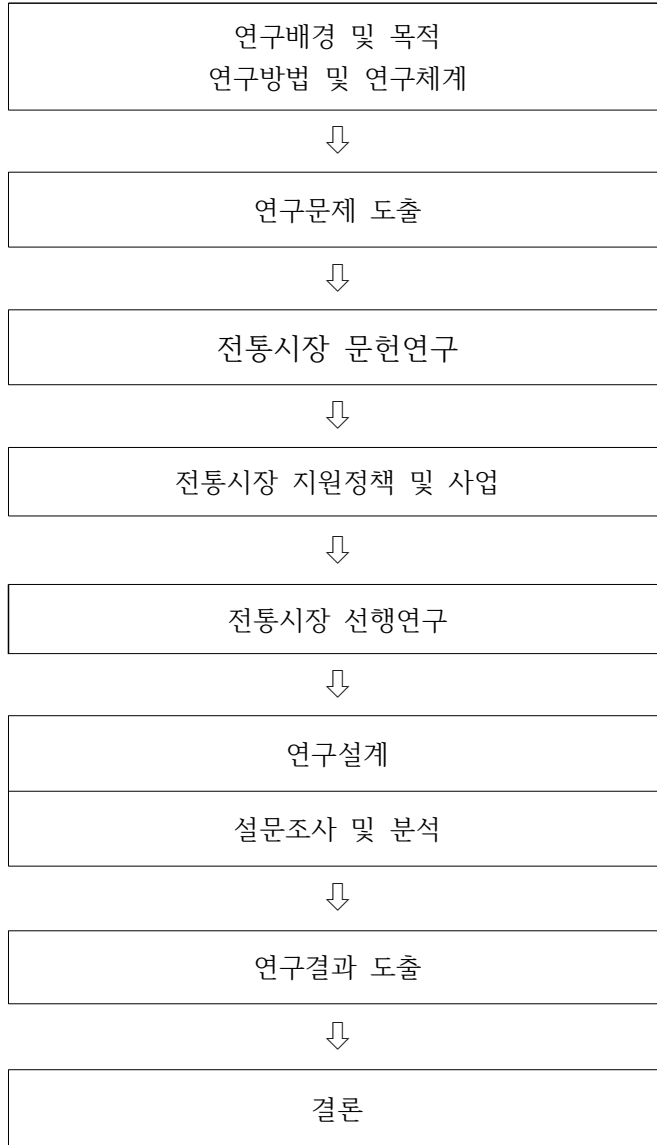 연구배경 및 목적
연구방법 및 연구체계
⇩
연구문제 도출
⇩
전통시장 문헌연구
⇩
전통시장 지원정책 및 사업
⇩
전통시장 선행연구
⇩
연구설계
설문조사 및 분석
⇩
연구결과 도출
⇩
결론